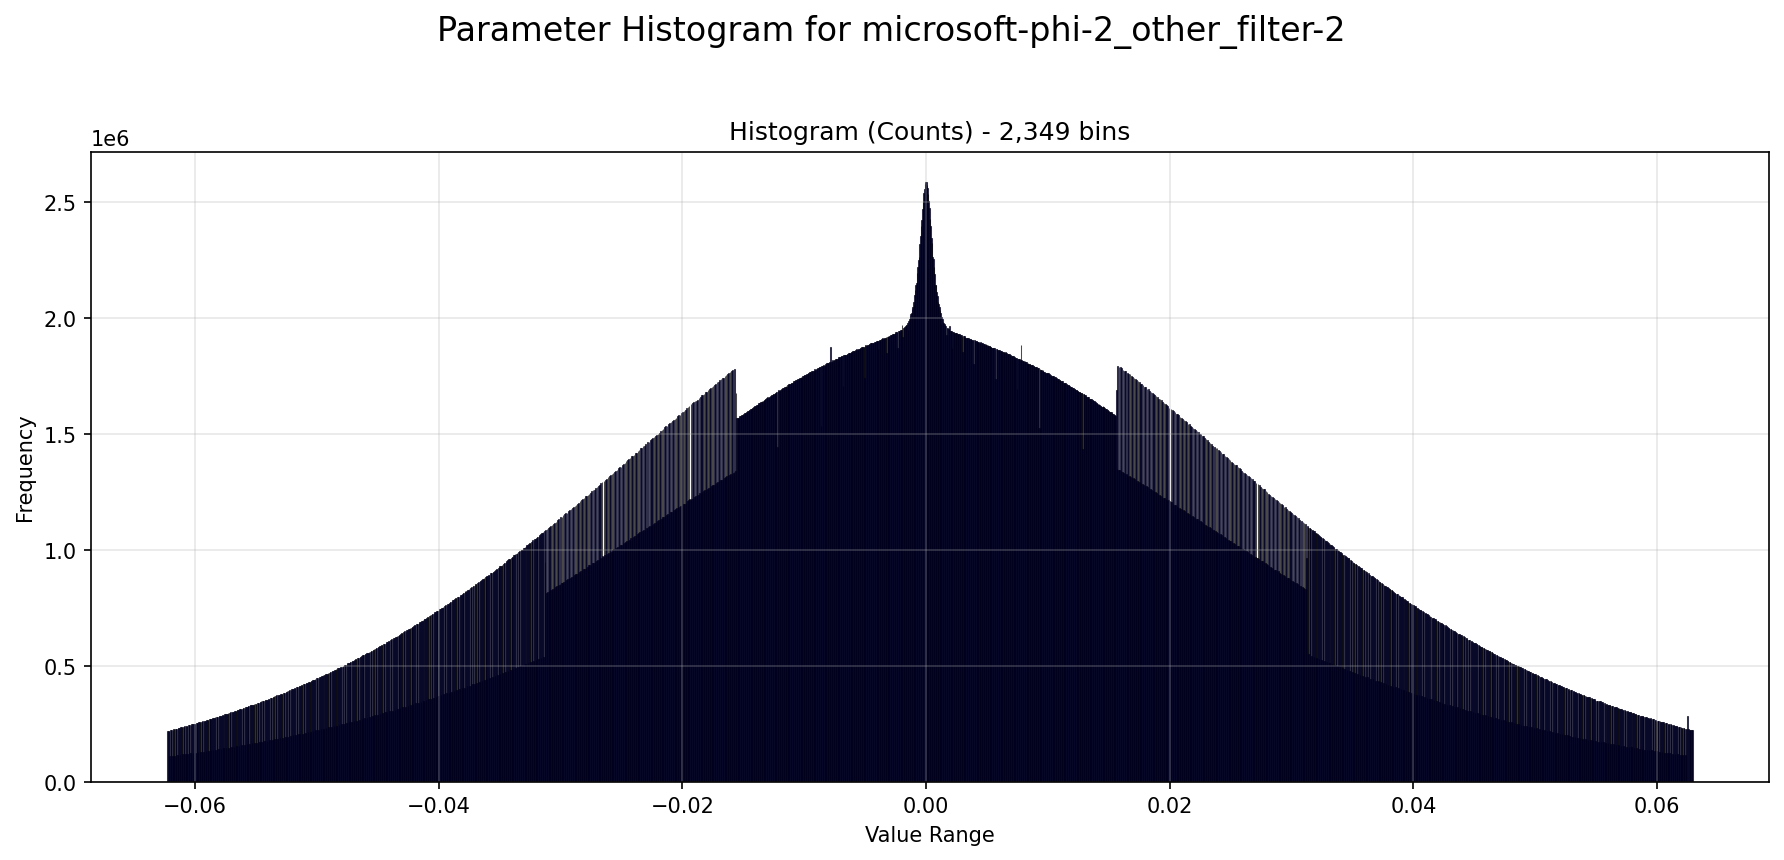 Parameter Histogram for microsoft-phi-2_other_filter-2
Histogram (Counts) - 2,349 bins
1e6
2.5
2.0
1.5
1.0
0.5
0.0
Frequency
−0.06 −0.04 −0.02 0.00 0.02 0.04 0.06
Value Range